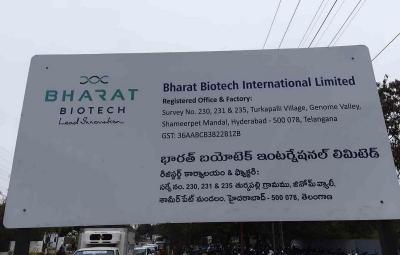 BHARAT
BIOTECH
Lead Innovation
Bharat Biotech International Limited
Registered Office & Factory:
Survey No. 230, 231 & 235, Turkapalli Village, Genome Valley,
Shameerpet Mandal, Hyderabad - 500 078, Telangana
GST: 36AABCB3822B1ZB
భారత్ బయోటెక్ ఇంటర్నేషనల్ లిమిటెడ్
రిజిస్టర్డ్ కార్యాలయం & ఫ్యాక్టరీ:
సర్వే నెం. 230, 231 & 235 తుర్కపల్లి గ్రామము, జినోమ్ వ్యాలీ,
శామీర్ పేట్ మండలం, హైదరాబాద్ - 500 078, తెలంగాణ